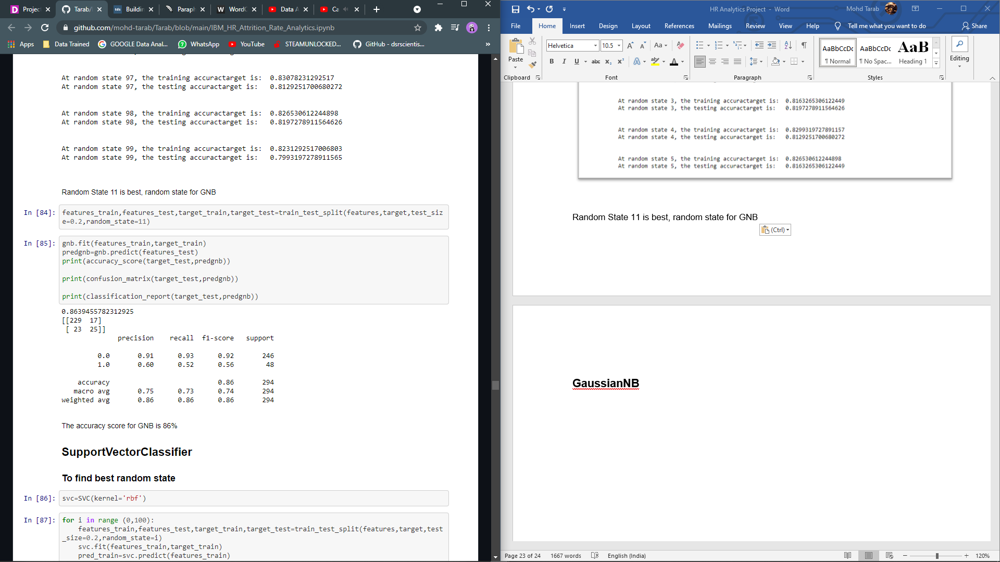 Projec
Tarab/
Buildin
Paraph
WordC
Data A
Ca
github.com/mohd-tarab/Tarab/blob/main/IBM_HR_Attrition_Rate_Analytics.ipynb
Apps
Data Trained
GOOGLE Data Anal...
WhatsApp
YouTube
STEAMUNLOCKED...
GitHub - dsrscientis...
»
At random state 97, the training accuractarget is: 0.83078231292517
At random state 97, the testing accuractarget is: 0.8129251700680272
At random state 98, the training accuractarget is: 0.826530612244898
At random state 98, the testing accuractarget is: 0.8197278911564626
At random state 99, the training accuractarget is: 0.8231292517006803
At random state 99, the testing accuractarget is: 0.7993197278911565
Random State 11 is best, random state for GNB
In [84]: features_train,features_test,target_train,target_test=train_test_split(features,target,test_siz
e=0.2,random_state=11)
In [85]: gnb.fit(features_train,target_train)
predgnb=gnb.predict(features_test)
print(accuracy_score(target_test,predgnb))
print(confusion_matrix(target_test,predgnb))
print(classification_report(target_test,predgnb))
0.8639455782312925
[[229 17]
[ 23 25]]
precision recall f1-score support
0.0 0.91 0.93 0.92 246
1.0 0.60 0.52 0.56 48
accuracy 0.86 294
macro avg 0.75 0.73 0.74 294
weighted avg 0.86 0.86 0.86 294
The accuracy score for GNB is 86%
SupportVectorClassifier
To find best random state
In [86]: svc=SVC(kernel='rbf')
In [87]: for i in range (0,100):
features_train,features_test,target_train,target_test=train_test_split(features,target,test
_size=0.2,random_state=i)
svc.fit(features_train,target_train)
pred_train=svc.predict(features_train)
HR Analytics Project - Word
Mohd Tarab
File Home Insert Design Layout References Mailings Review View Help Tell me what you want to do Share
Paste
Helvetica 10.5
Aa
B I U abc x₂ x²
AaBbCcDc AaBbCcDc AaB
¶ Normal ¶ No Spac... Heading 1
Editing
Clipboard Font Paragraph Styles
At random state 3, the training accuractarget is: 0.8163265306122449
At random state 3, the testing accuractarget is: 0.8197278911564626
At random state 4, the training accuractarget is: 0.8299319727891157
At random state 4, the testing accuractarget is: 0.8129251700680272
At random state 5, the training accuractarget is: 0.826530612244898
At random state 5, the testing accuractarget is: 0.8163265306122449
Random State 11 is best, random state for GNB
(Ctrl)
GaussianNB
Page 23 of 24 1667 words English (India) 120%